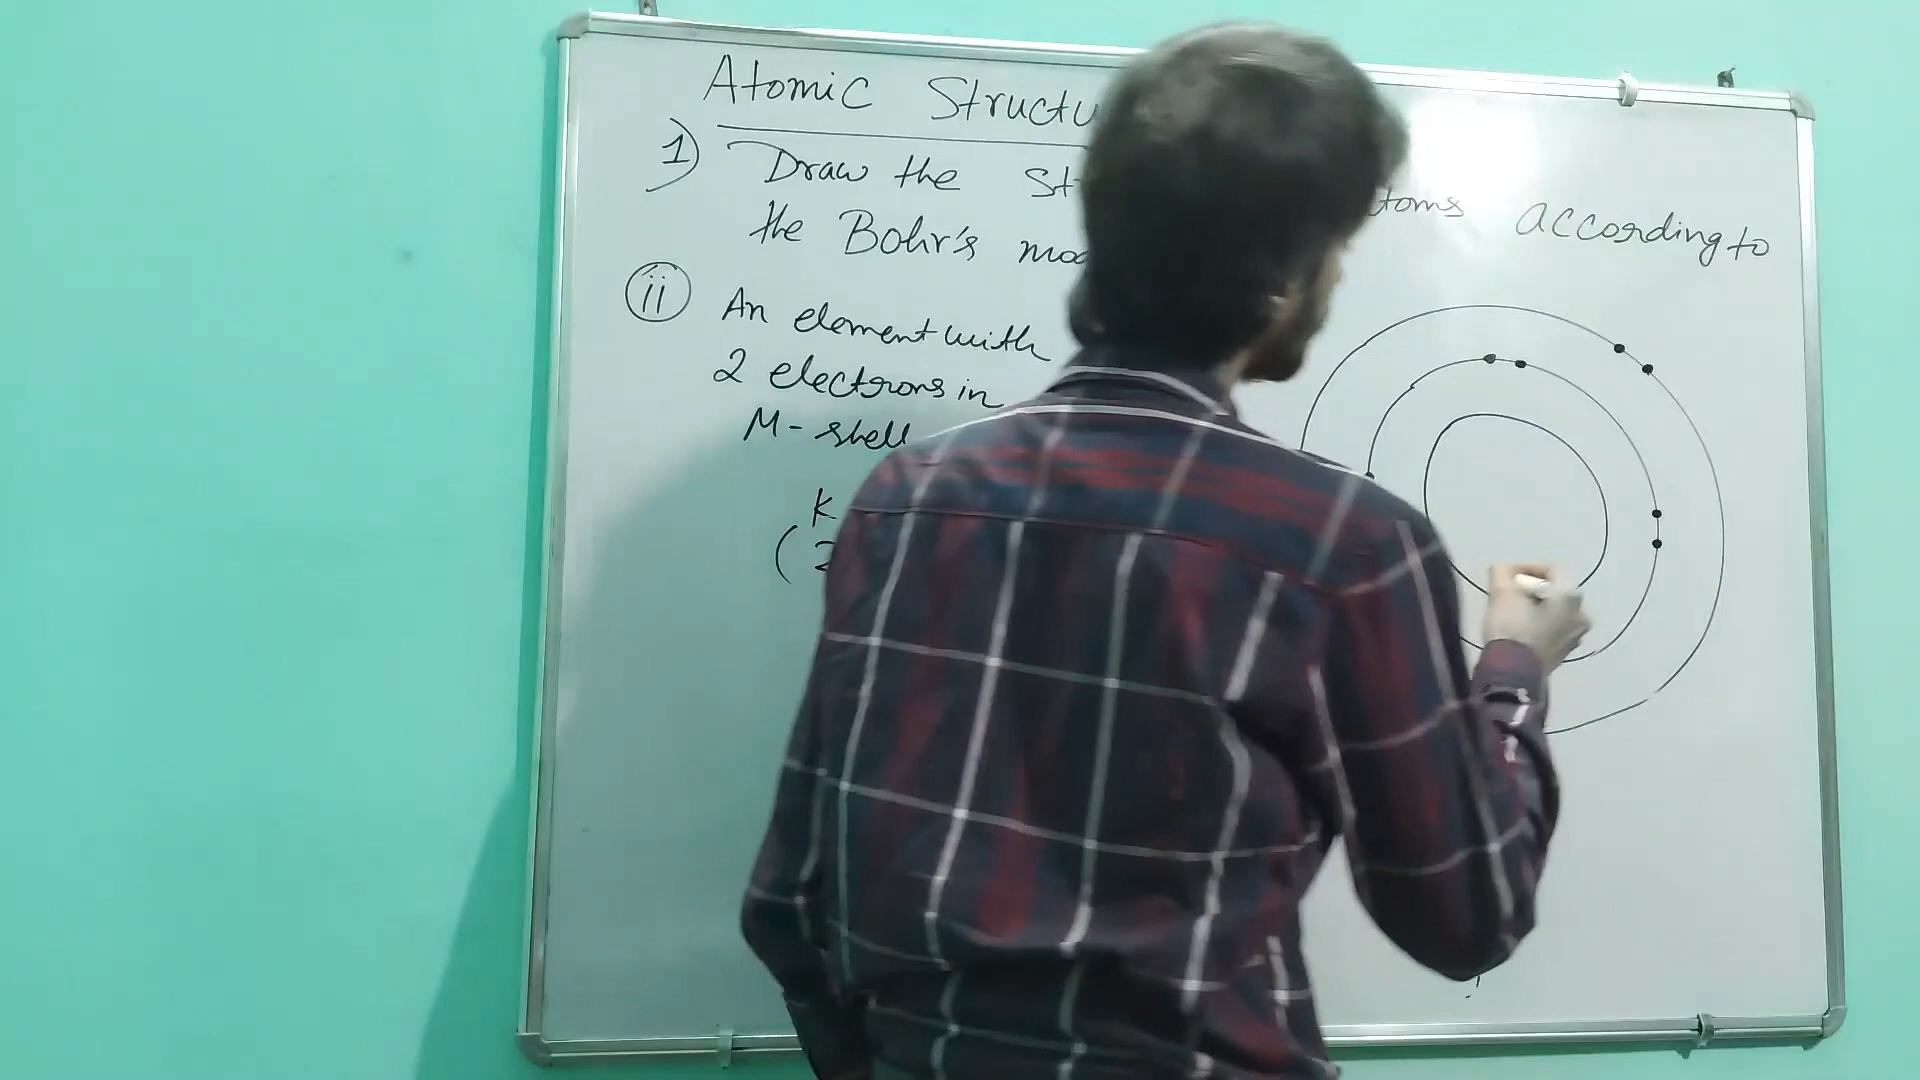 Atomic Structu
1) Draw the St toms according to
the Bohr's mod
ii An element with
2 electrons in
M-shell
K
(2